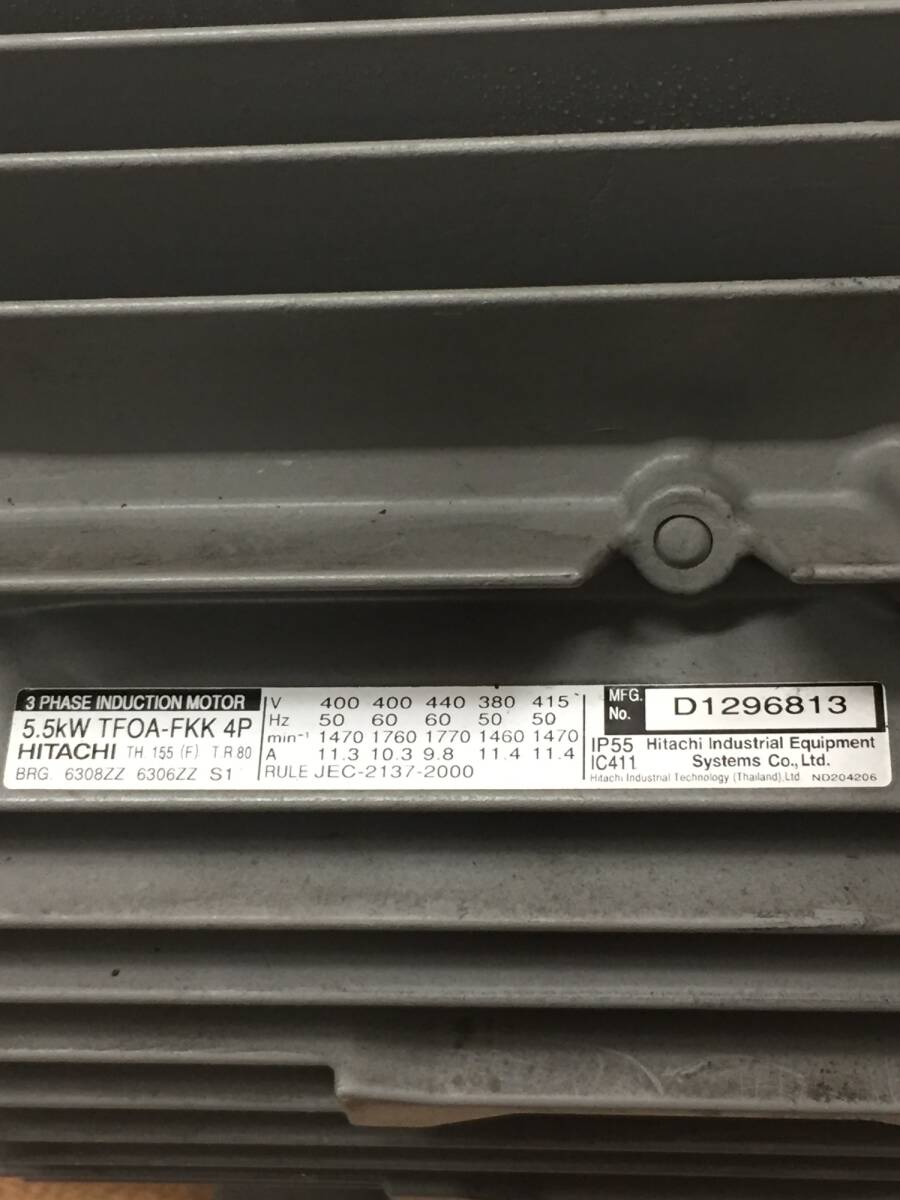 3 PHASE INDUCTION MOTOR
5.5kW TFOA-FKK 4P
HITACHI TH. 155 (F) T.R.80
BRG. 6308ZZ 6306ZZ S1
V 400 400 440 380 415
Hz 50 60 60 50 50
min⁻¹ 1470 1760 1770 1460 1470
A 11.3 10.3 9.8 11.4 11.4
RULE JEC-2137-2000
MFG. No. D1296813
IP55 Hitachi Industrial Equipment
IC411 Systems Co., Ltd.
Hitachi Industrial Technology (Thailand),Ltd. ND204206